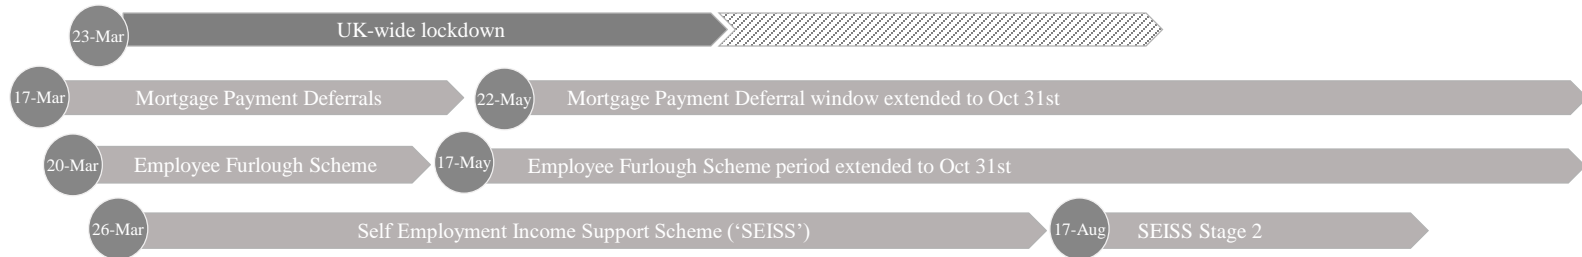 23-Mar UK-wide lockdown
17-Mar Mortgage Payment Deferrals 22-May Mortgage Payment Deferral window extended to Oct 31st
20-Mar Employee Furlough Scheme 17-May Employee Furlough Scheme period extended to Oct 31st
26-Mar Self Employment Income Support Scheme (‘SEISS’) 17-Aug SEISS Stage 2